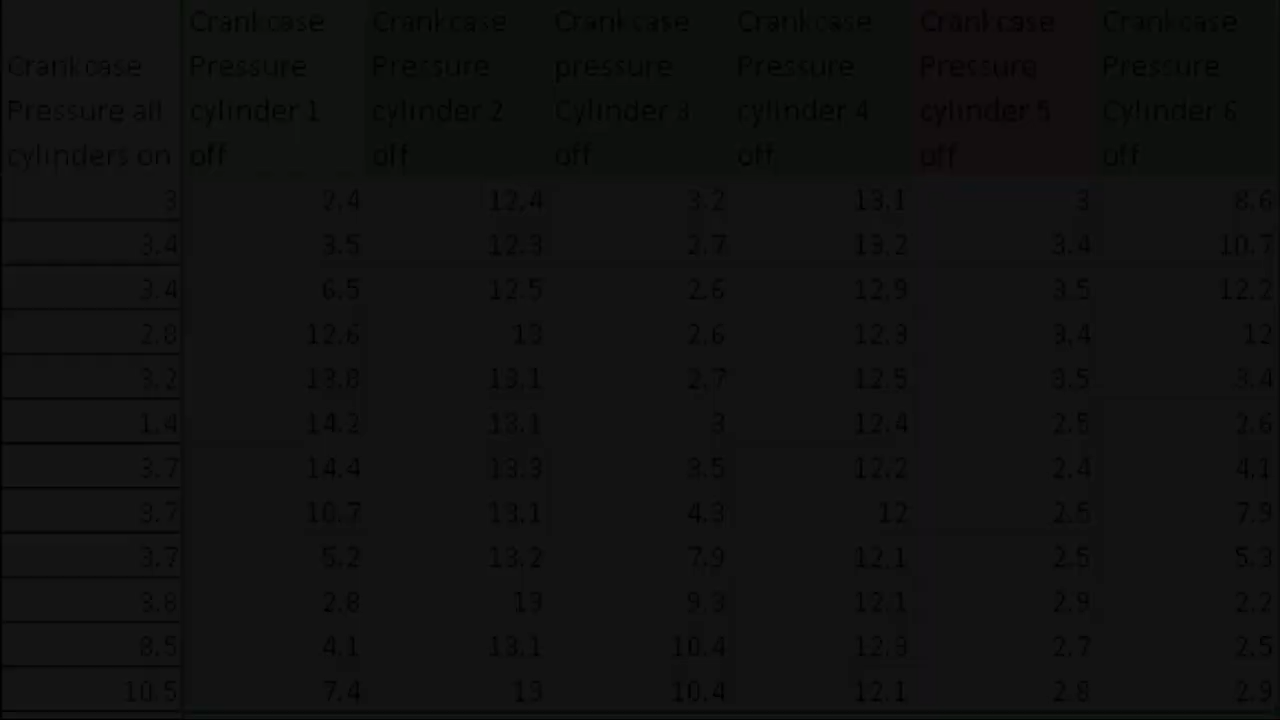 Crankcase Pressure all cylinders on | Crankcase Pressure cylinder 1 off | Crankcase Pressure cylinder 2 off | Crankcase pressure Cylinder 3 off | Crankcase Pressure cylinder 4 off | Crankcase Pressure cylinder 5 off | Crankcase Pressure Cylinder 6 off
3 2.4 12.4 3.2 13.1 3 8.6
3.4 3.5 12.3 2.7 13.2 3.4 10.7
3.4 6.5 12.5 2.6 12.9 3.5 12.2
2.8 12.6 13 2.6 12.3 3.4 12
3.2 13.8 13.1 2.7 12.5 3.5 3.4
1.4 14.2 13.1 3 12.4 2.5 2.6
3.7 14.4 13.3 3.5 12.2 2.4 4.1
3.7 10.7 13.1 4.3 12 2.5 7.9
3.7 5.2 13.2 7.9 12.1 2.5 5.3
3.8 2.8 13 9.3 12.1 2.9 2.2
8.5 4.1 13.1 10.4 12.3 2.7 2.5
10.5 7.4 13 10.4 12.1 2.8 2.9